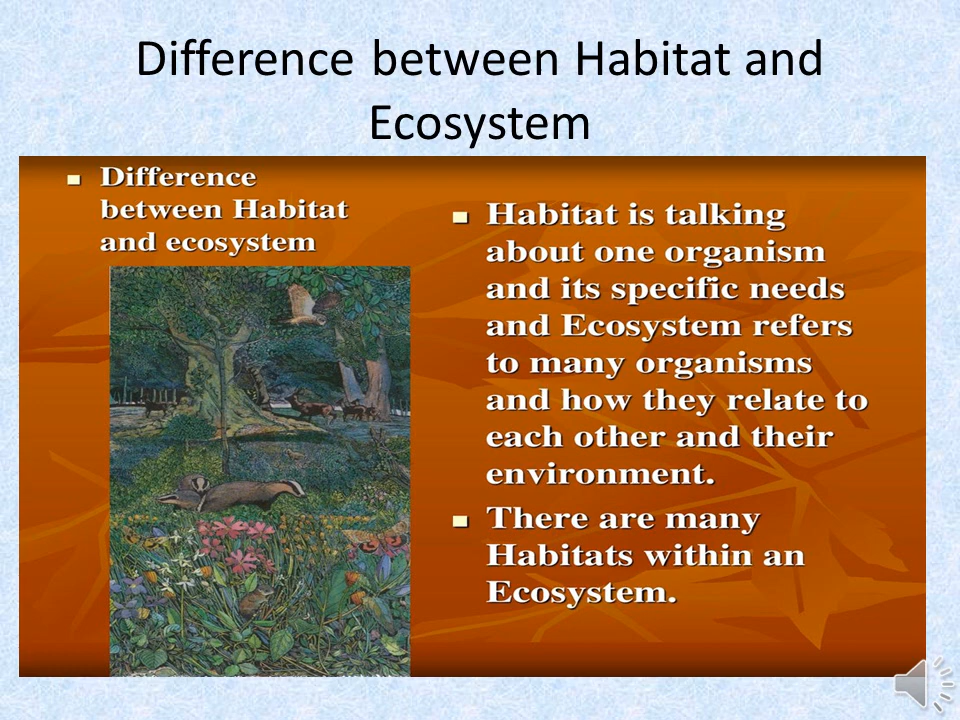 Difference between Habitat and
Ecosystem
Difference
between Habitat
and ecosystem
Habitat is talking
about one organism
and its specific needs
and Ecosystem refers
to many organisms
and how they relate to
each other and their
environment.
There are many
Habitats within an
Ecosystem.